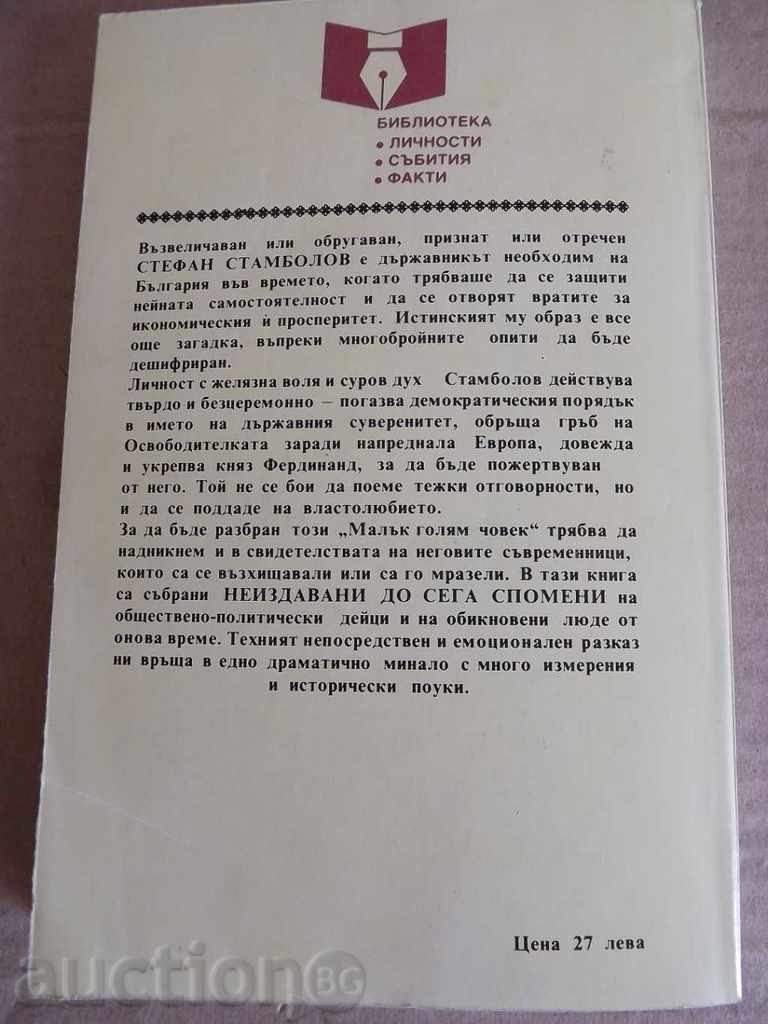 БИБЛИОТЕКА
• ЛИЧНОСТИ
• СЪБИТИЯ
• ФАКТИ
Възвеличаван или обругаван, признат или отречен
СТЕФАН СТАМБОЛОВ е държавникът необходим на
България във времето, когато трябваше да се защити
нейната самостоятелност и да се отворят вратите за
икономическия ѝ просперитет. Истинският му образ е все
още загадка, въпреки многобройните опити да бъде
дешифриран.
Личност с желязна воля и суров дух Стамболов действува
твърдо и безцеремонно – погазва демократическия порядък
в името на държавния суверенитет, обръща гръб на
Освободителката заради напреднала Европа, довежда
и укрепва княз Фердинанд, за да бъде пожертвуван
от него. Той не се бои да поеме тежки отговорности, но
и да се поддаде на властолюбието.
За да бъде разбран този „Малък голям човек“ трябва да
надникнем и в свидетелствата на неговите съвременници,
които са се възхищавали или са го мразели. В тази книга
са събрани НЕИЗДАВАНИ ДО СЕГА СПОМЕНИ на
обществено-политически дейци и на обикновени люде от
онова време. Техният непосредствен и емоционален разказ
ни връща в едно драматично минало с много измерения
и исторически поуки.
Цена 27 лева
auctionBG